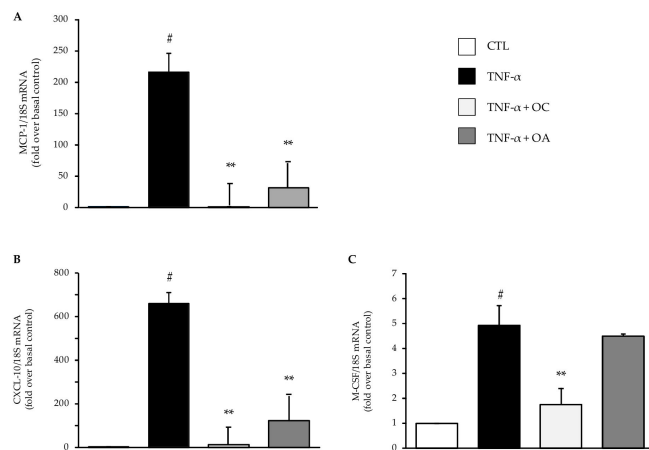 A
300
250
200
150
100
50
0
MCP-1/18S mRNA
(fold over basal control)
#
**
**
CTL
TNF-α
TNF-α + OC
TNF-α + OA
B
800
600
400
200
0
CXCL-10/18S mRNA
(fold over basal control)
#
**
**
C
7
6
5
4
3
2
1
0
M-CSF/18S mRNA
(fold over basal control)
#
**